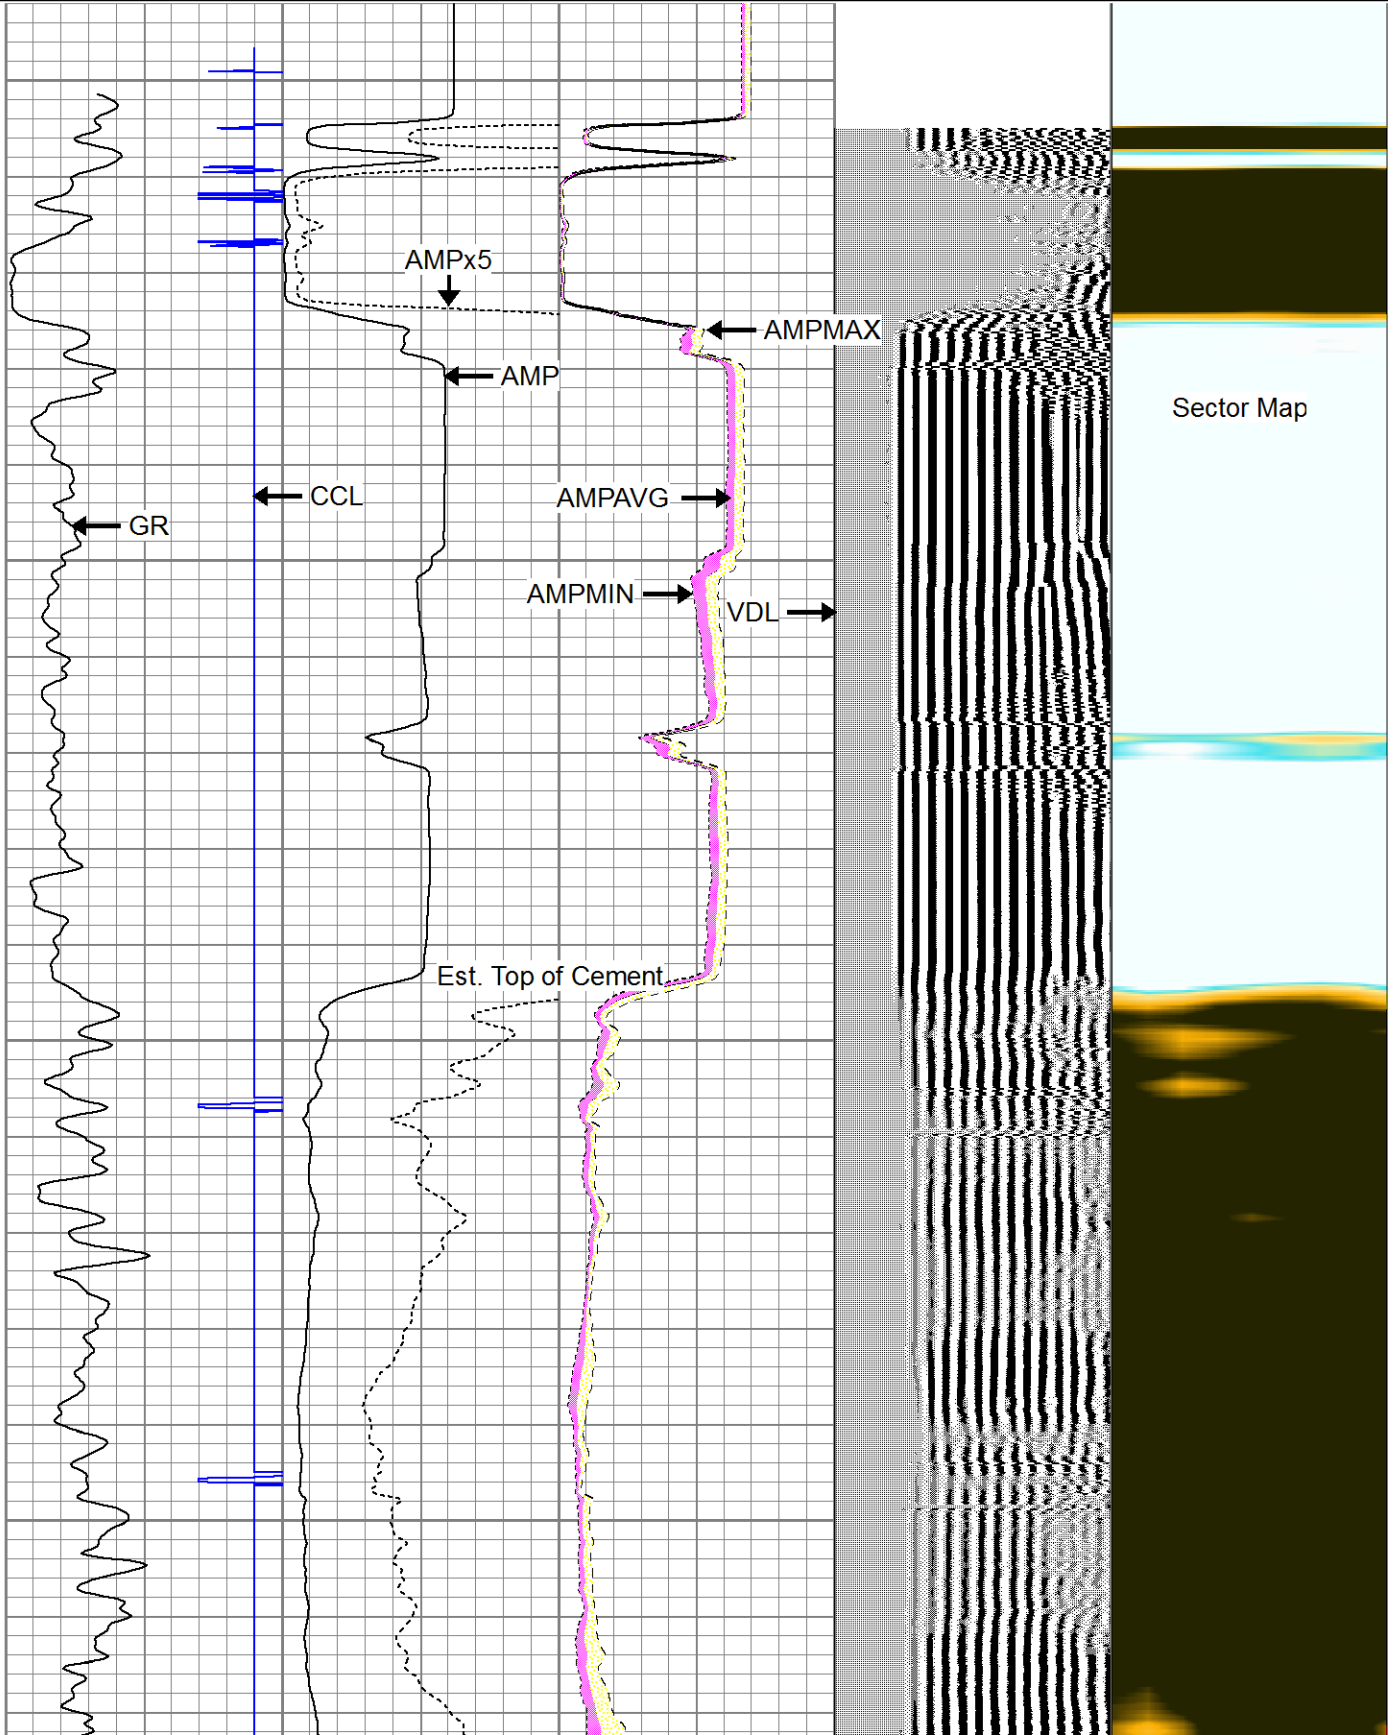 AMPx5
AMPMAX
AMP
Sector Map
CCL
AMPAVG
GR
AMPMIN
VDL
Est. Top of Cement